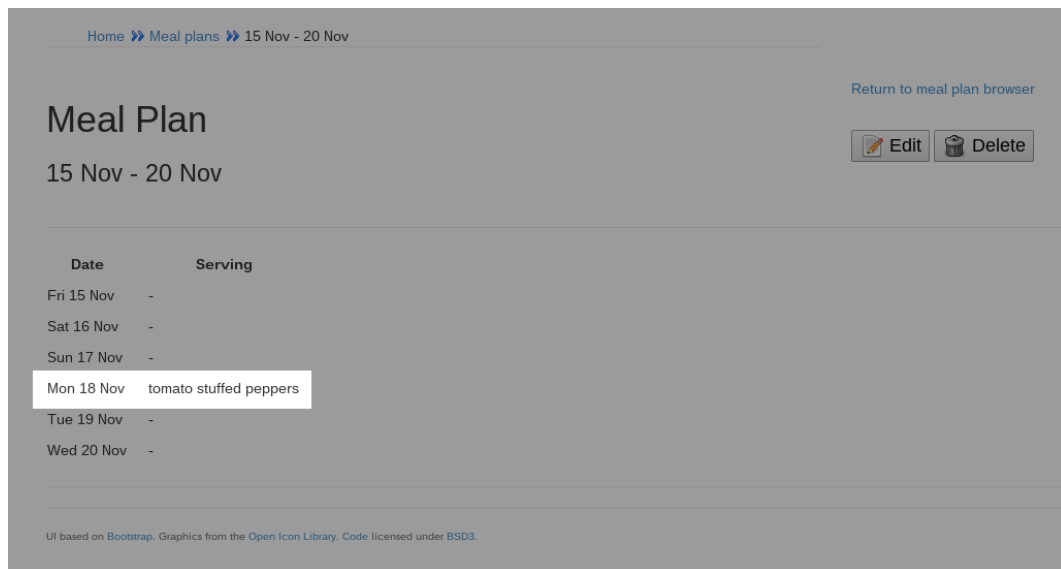 Home Meal plans 15 Nov - 20 Nov
Return to meal plan browser
Meal Plan
Edit Delete
15 Nov - 20 Nov
Date Serving
Fri 15 Nov -
Sat 16 Nov -
Sun 17 Nov -
Mon 18 Nov tomato stuffed peppers
Tue 19 Nov -
Wed 20 Nov -
UI based on Bootstrap. Graphics from the Open Icon Library. Code licensed under BSD3.